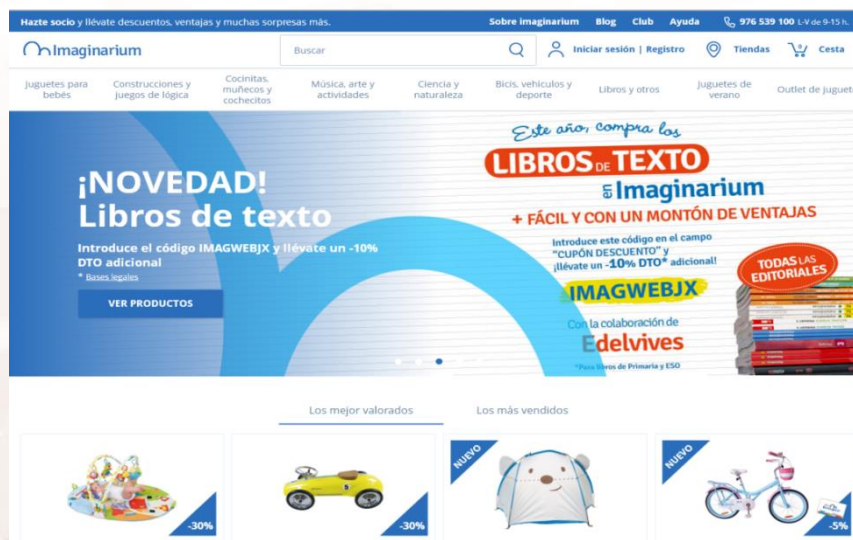 Hazte socio y llévate descuentos, ventajas y muchas sorpresas más.
Sobre imaginarium Blog Club Ayuda 976 539 100 L-V de 9-15 h.
Imaginarium
Buscar
Iniciar sesión | Registro
Tiendas
0
Cesta
Juguetes para
bebés
Construcciones y
juegos de lógica
Cocinitas,
muñecos y
cochecitos
Música, arte y
actividades
Ciencia y
naturaleza
Bicis, vehículos y
deporte
Libros y otros
Juguetes de
verano
Outlet de juguet
¡NOVEDAD!
Libros de texto
Introduce el código IMAGWEBJX y llévate un -10%
DTO adicional
* Bases legales
VER PRODUCTOS
Este año, compra los
LIBROS DE TEXTO
en Imaginarium
+ FÁCIL Y CON UN MONTÓN DE VENTAJAS
Introduce este código en el campo
"CUPÓN DESCUENTO" y
¡llévate un -10% DTO* adicional!
IMAGWEBJX
Con la colaboración de
Edelvives
*Para libros de Primaria y ESO
TODAS LAS
EDITORIALES
Los mejor valorados
Los más vendidos
-30%
5
-30%
NUEVO
NUEVO
-5%